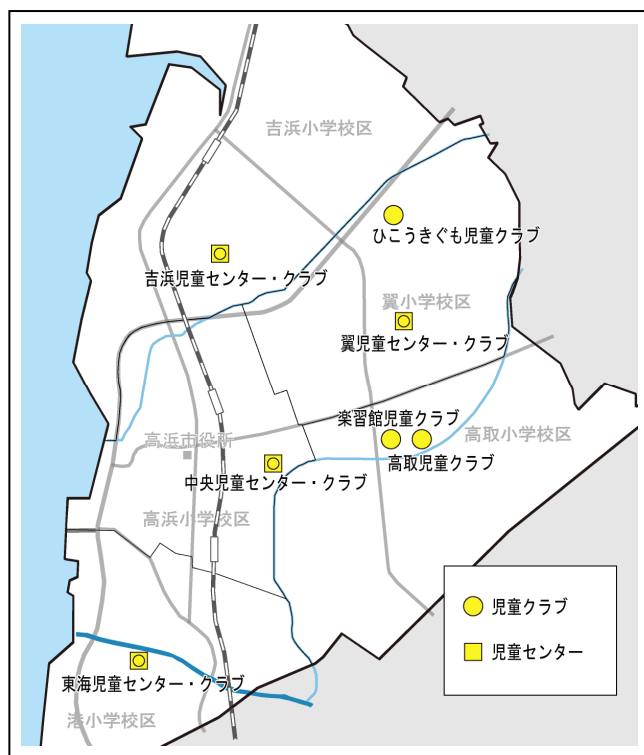 吉浜小学校区
ひこうきぐも児童クラブ
吉浜児童センター・クラブ
翼小学校区
翼児童センター・クラブ
楽習館児童クラブ
高浜市役所
高取小学校区
高取児童クラブ
中央児童センター・クラブ
高浜小学校区
児童クラブ
児童センター
東海児童センター・クラブ
港小学校区